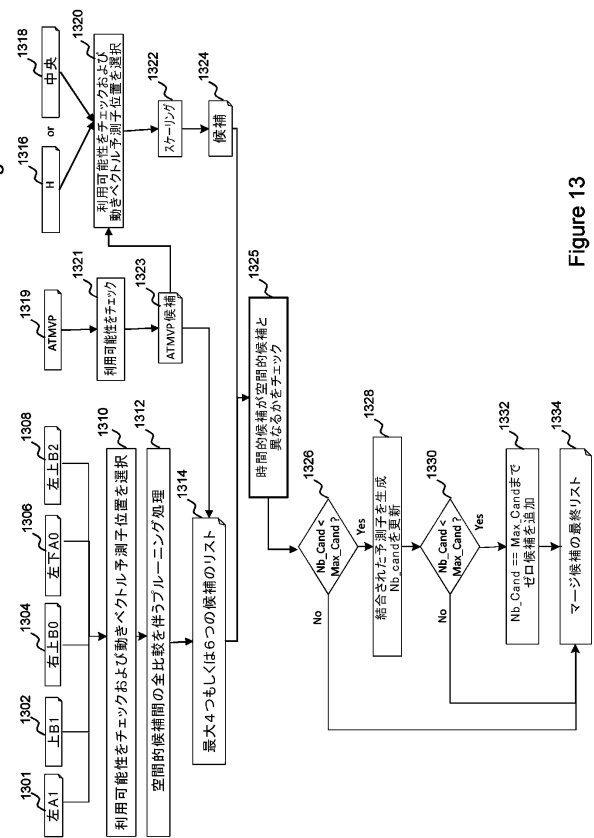 1301
左A1
1302
上B1
1304
右上B0
1306
左下A0
1308
左上B2
1319
ATMVP
1316
H
or
1318
中央
1310
利用可能性をチェックおよび動きベクトル予測子位置を選択
1312
空間的候補間の全比較を伴うプルーニング処理
1314
最大4つもしくは6つの候補のリスト
1321
利用可能性をチェック
1323
ATMVP候補
1320
利用可能性をチェックおよび
動きベクトル予測子位置を選択
1322
スケーリング
1324
候補
1325
時間的候補が空間的候補と
異なるかをチェック
1326
Nb_Cand <
Max_Cand ?
Yes
No
1328
結合された予測子を生成
Nb_candを更新
1330
Nb_Cand <
Max_Cand ?
Yes
No
1332
Nb_Cand == Max_Candまで
ゼロ候補を追加
1334
マージ候補の最終リスト
Figure 13